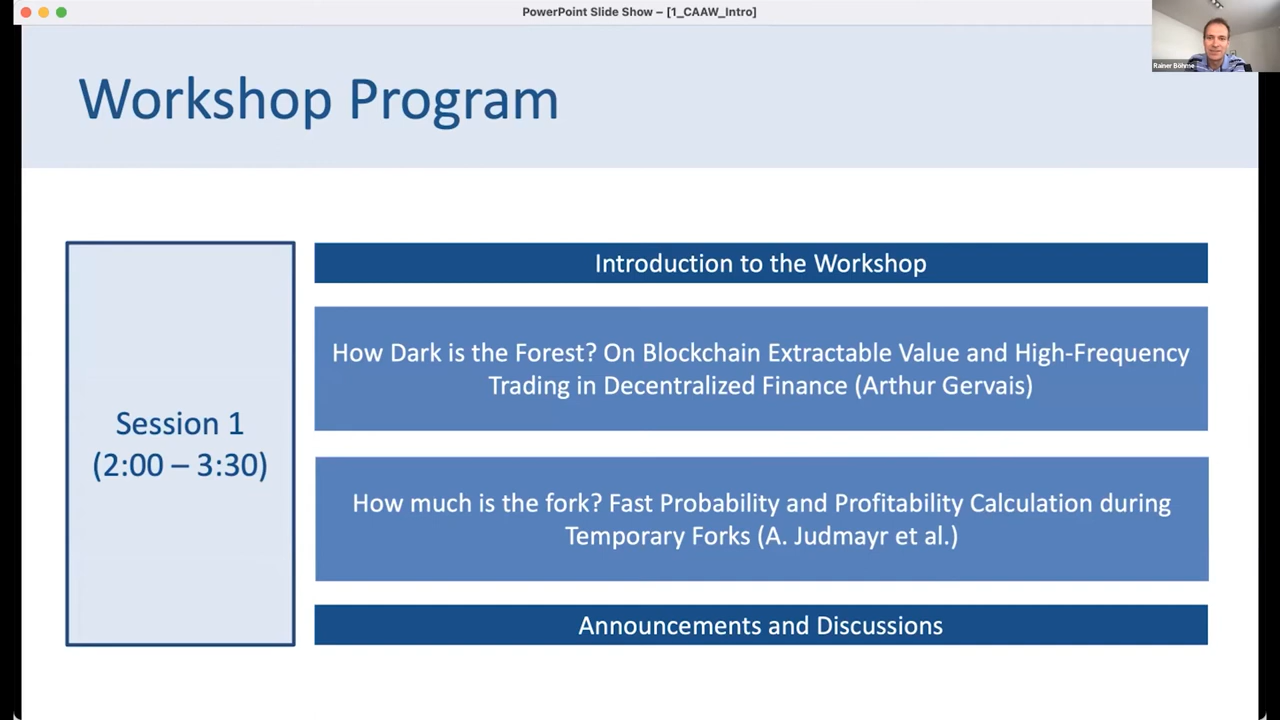 PowerPoint Slide Show – [1_CAAW_Intro]
Rainer Böhme
Workshop Program
Session 1
(2:00 – 3:30)
Introduction to the Workshop
How Dark is the Forest? On Blockchain Extractable Value and High-Frequency
Trading in Decentralized Finance (Arthur Gervais)
How much is the fork? Fast Probability and Profitability Calculation during
Temporary Forks (A. Judmayr et al.)
Announcements and Discussions